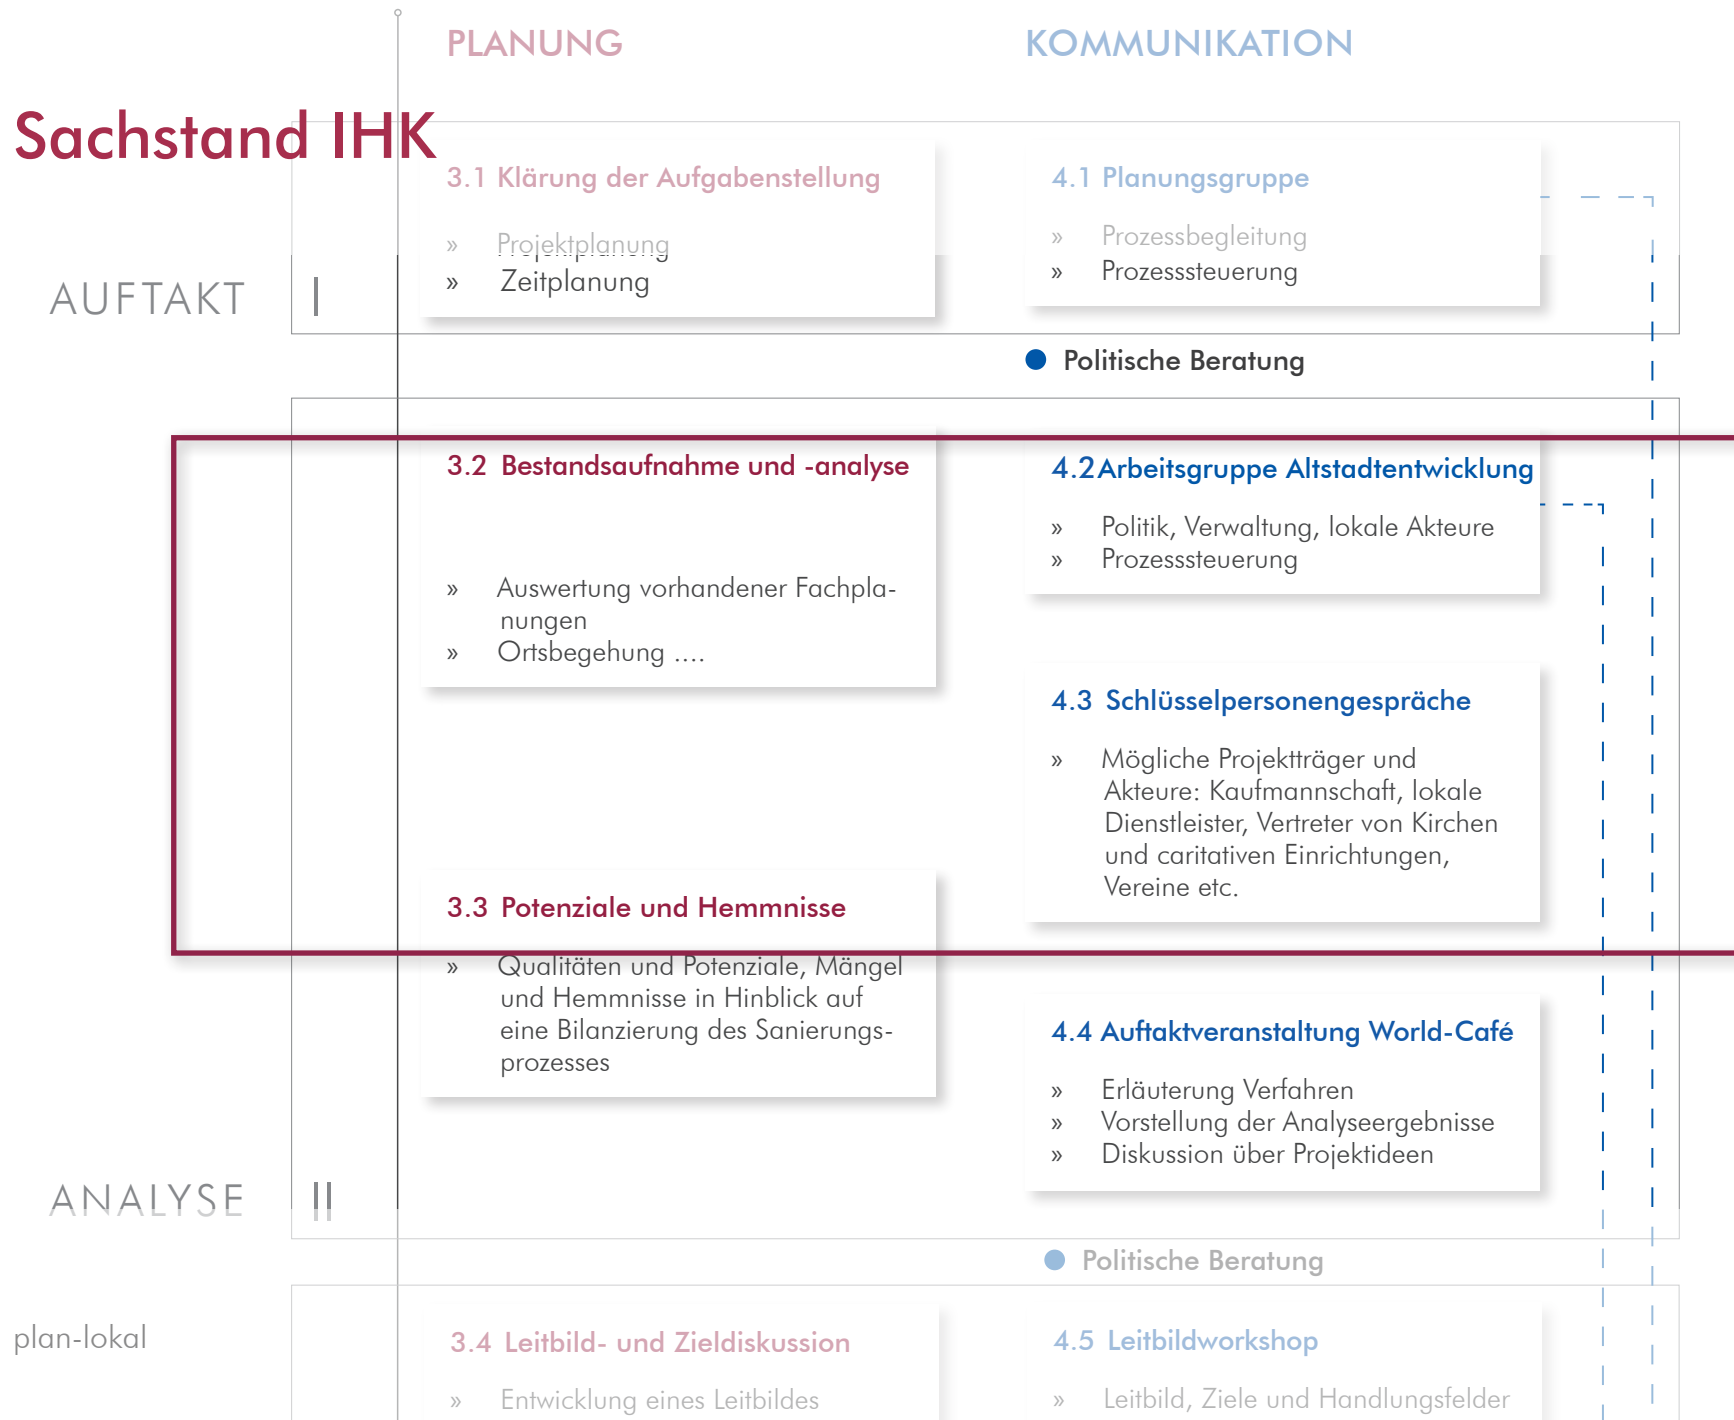 PLANUNG
KOMMUNIKATION
Sachstand IHK
3.1 Klärung der Aufgabenstellung
» Projektplanung
» Zeitplanung
4.1 Planungsgruppe
» Prozessbegleitung
» Prozesssteuerung
AUFTAKT I
Politische Beratung
3.2 Bestandsaufnahme und -analyse
» Auswertung vorhandener Fachpla-
nungen
» Ortsbegehung ....
4.2Arbeitsgruppe Altstadtentwicklung
» Politik, Verwaltung, lokale Akteure
» Prozesssteuerung
4.3 Schlüsselpersonengespräche
» Mögliche Projektträger und
Akteure: Kaufmannschaft, lokale
Dienstleister, Vertreter von Kirchen
und caritativen Einrichtungen,
Vereine etc.
3.3 Potenziale und Hemmnisse
» Qualitäten und Potenziale, Mängel
und Hemmnisse in Hinblick auf
eine Bilanzierung des Sanierungs-
prozesses
4.4 Auftaktveranstaltung World-Café
» Erläuterung Verfahren
» Vorstellung der Analyseergebnisse
» Diskussion über Projektideen
ANALYSE II
Politische Beratung
plan-lokal
3.4 Leitbild- und Zieldiskussion
» Entwicklung eines Leitbildes
4.5 Leitbildworkshop
» Leitbild, Ziele und Handlungsfelder